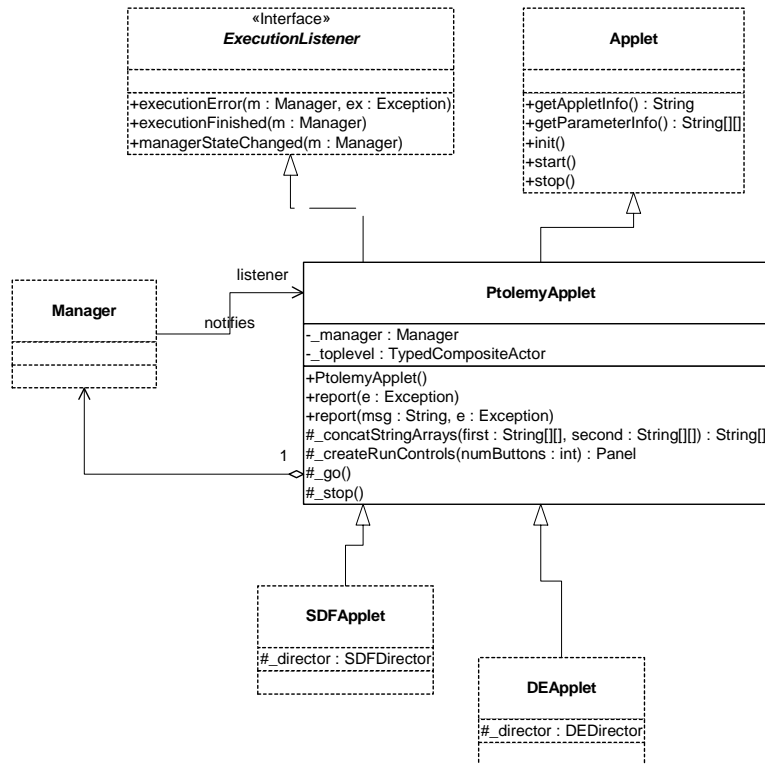 «Interface»
ExecutionListener
+executionError(m : Manager, ex : Exception)
+executionFinished(m : Manager)
+managerStateChanged(m : Manager)
Applet
+getAppletInfo() : String
+getParameterInfo() : String[][]
+init()
+start()
+stop()
listener
notifies
Manager
1
PtolemyApplet
-_manager : Manager
-_toplevel : TypedCompositeActor
+PtolemyApplet()
+report(e : Exception)
+report(msg : String, e : Exception)
#_concatStringArrays(first : String[][], second : String[][]) : String[]
#_createRunControls(numButtons : int) : Panel
#_go()
#_stop()
SDFApplet
#_director : SDFDirector
DEApplet
#_director : DEDirector